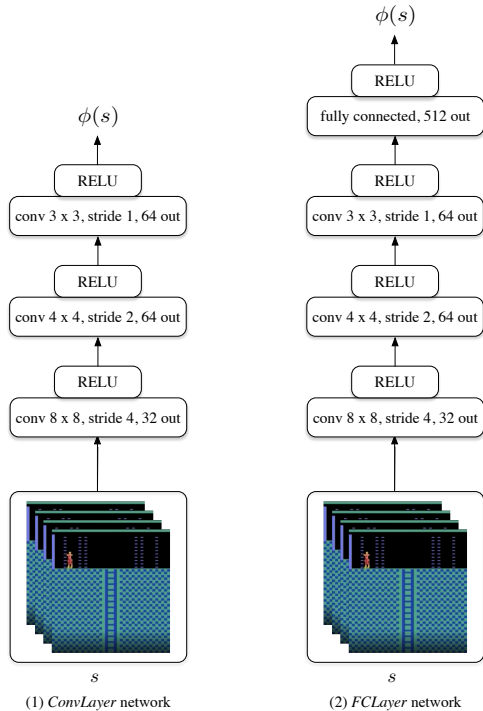 ϕ(s)
RELU
conv 3 x 3, stride 1, 64 out
RELU
conv 4 x 4, stride 2, 64 out
RELU
conv 8 x 8, stride 4, 32 out
s
(1) ConvLayer network
ϕ(s)
RELU
fully connected, 512 out
RELU
conv 3 x 3, stride 1, 64 out
RELU
conv 4 x 4, stride 2, 64 out
RELU
conv 8 x 8, stride 4, 32 out
s
(2) FCLayer network